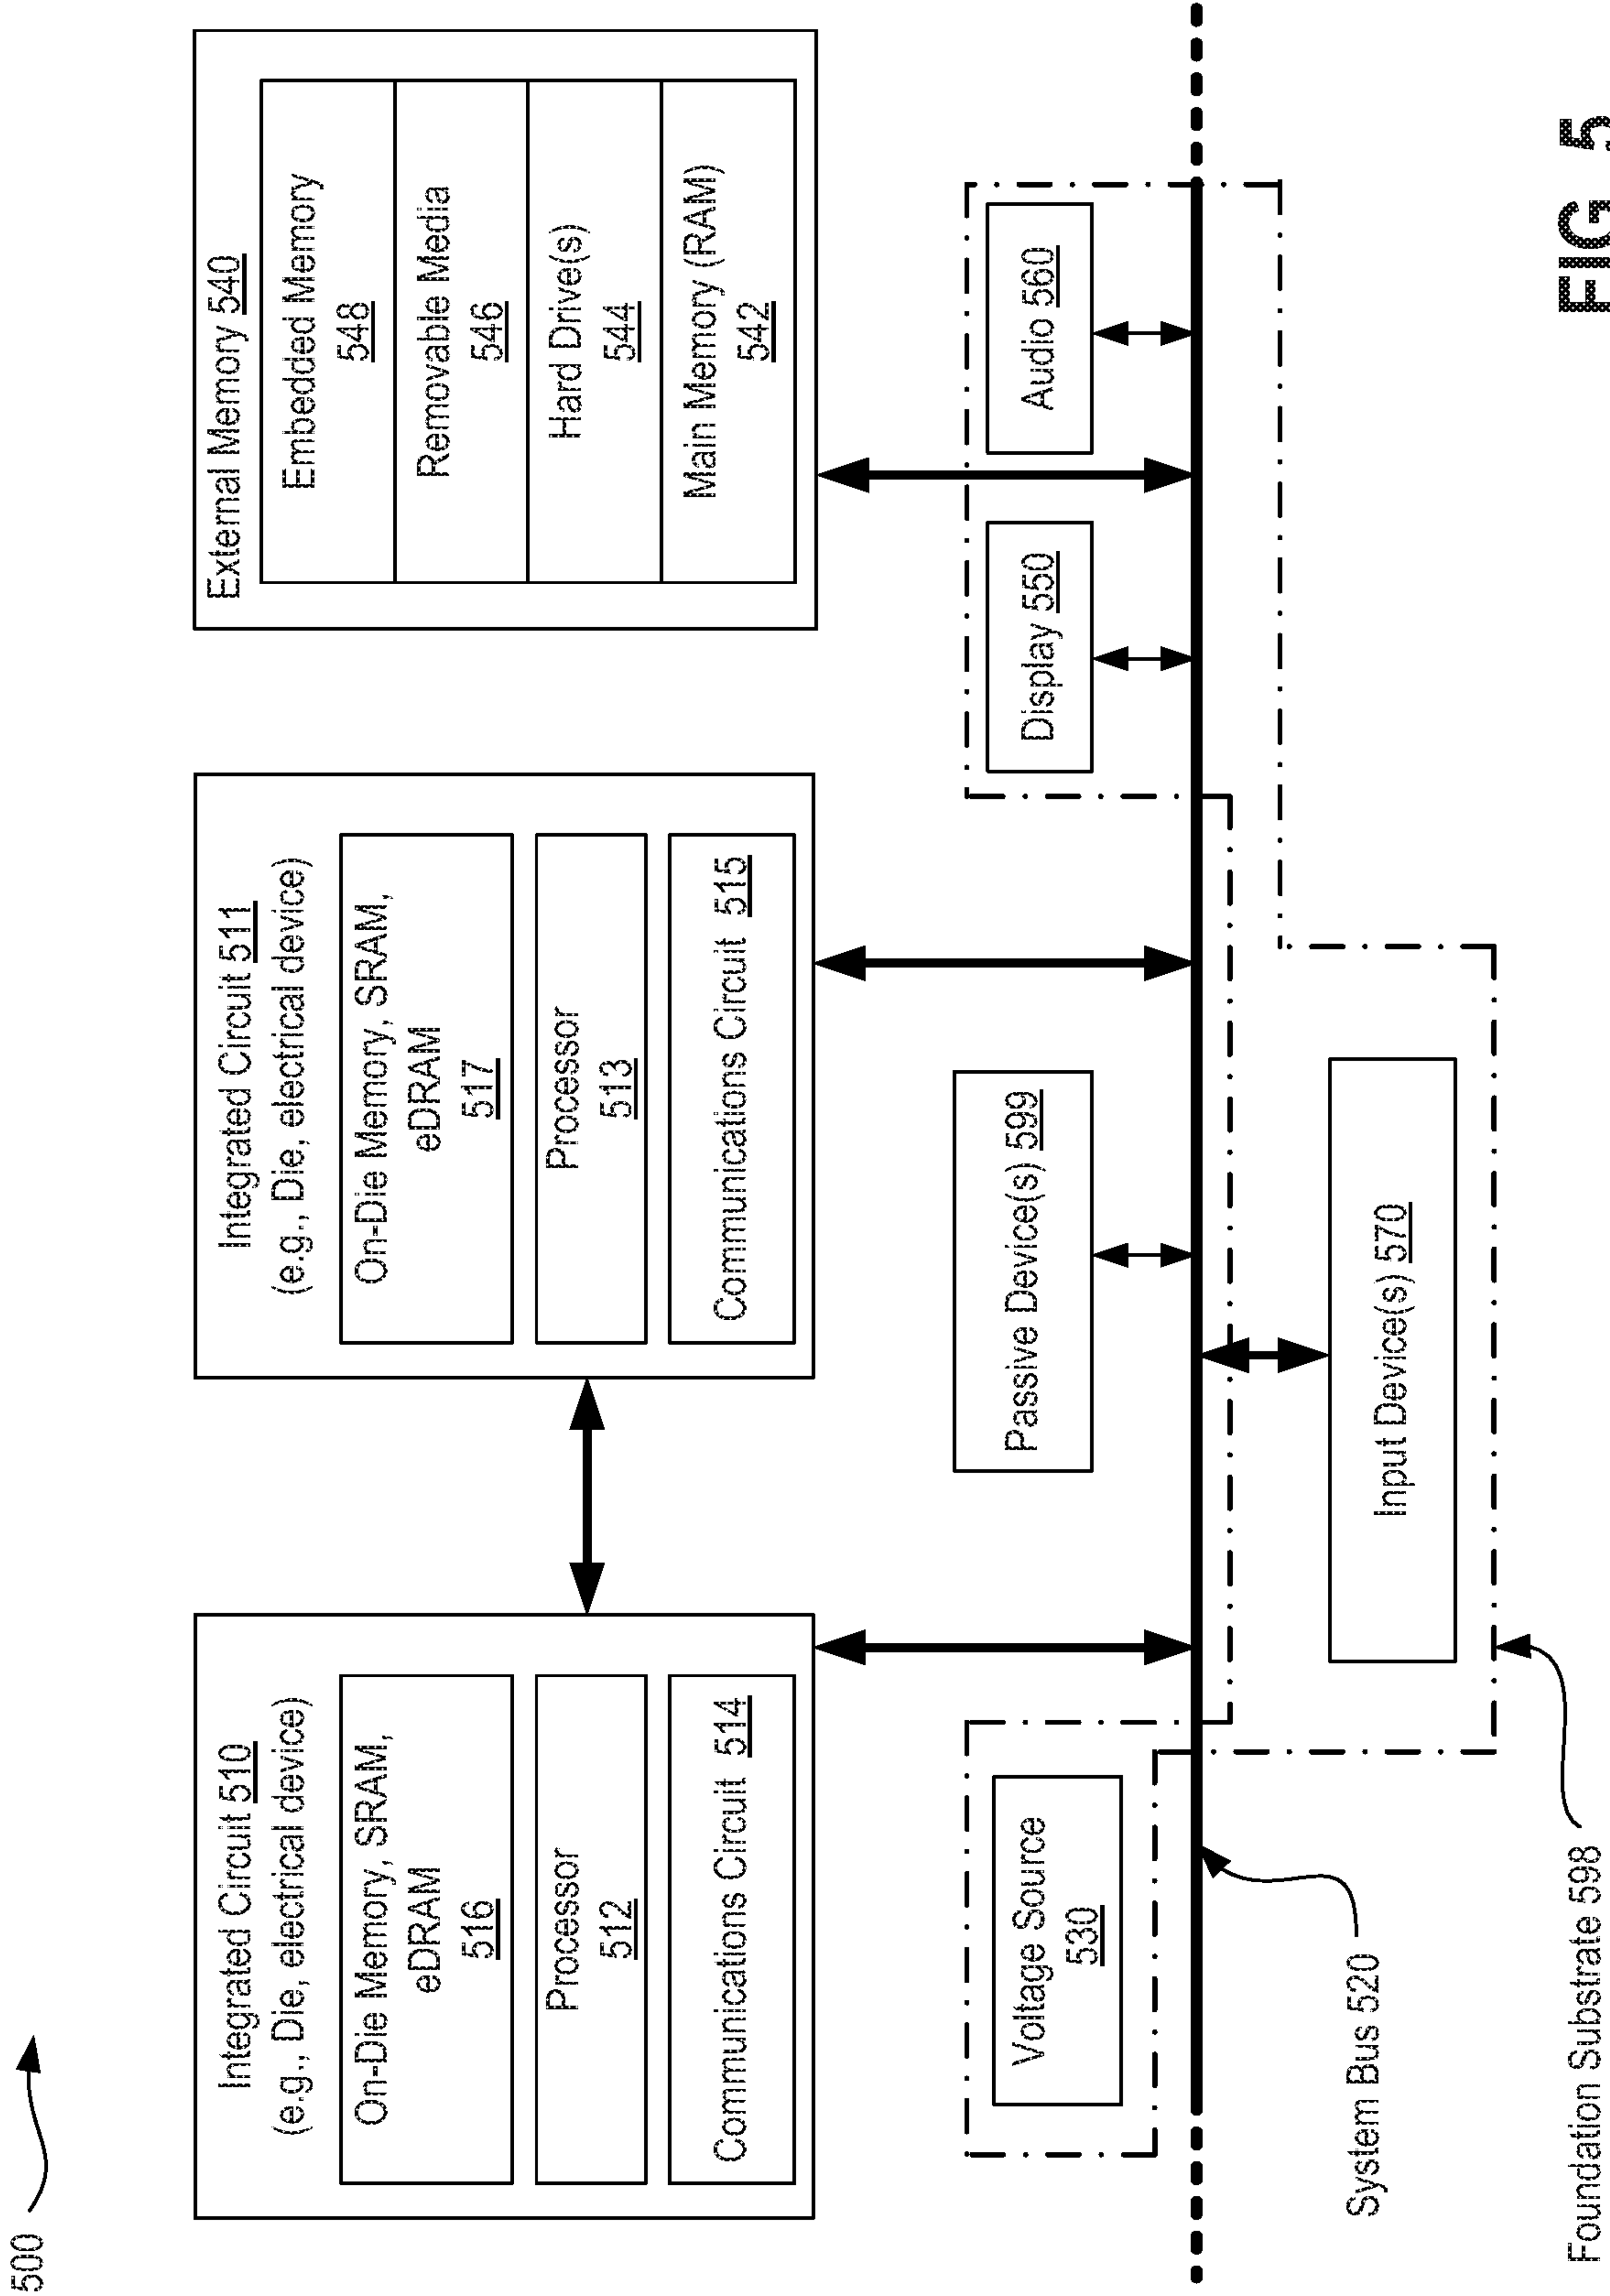 500
Integrated Circuit 510
(e.g., Die, electrical device)
On-Die Memory, SRAM,
eDRAM
516
Processor
512
Communications Circuit 514
Integrated Circuit 511
(e.g., Die, electrical device)
On-Die Memory, SRAM,
eDRAM
517
Processor
513
Communications Circuit 515
External Memory 540
Embedded Memory
548
Removable Media
546
Hard Drive(s)
544
Main Memory (RAM)
542
Voltage Source
530
Passive Device(s) 599
Display 550
Audio 560
System Bus 520
Input Device(s) 570
Foundation Substrate 598
FIG 5